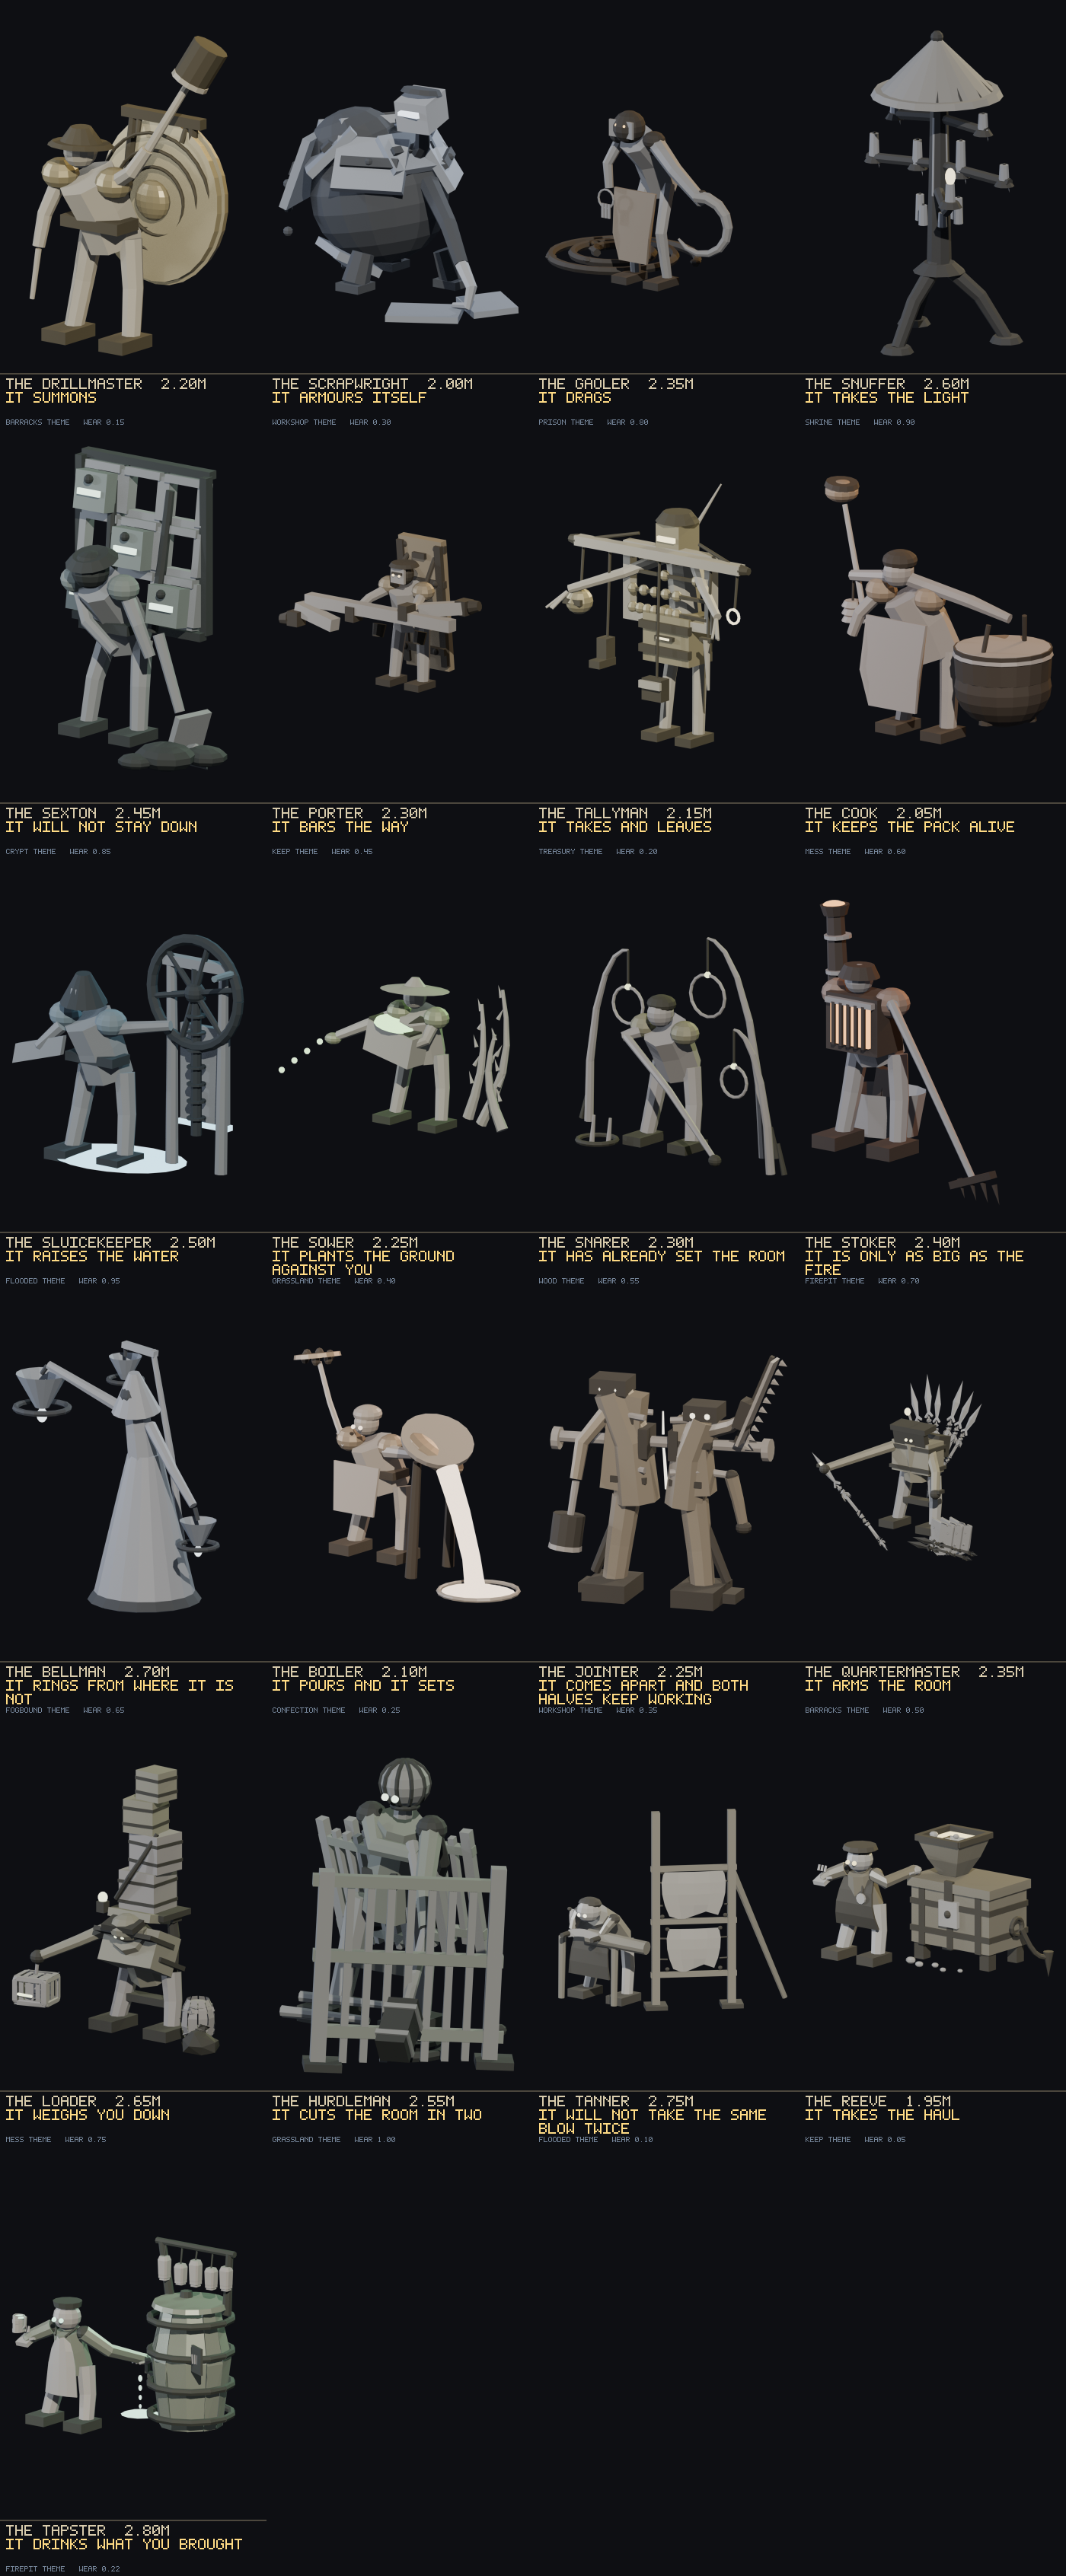 THE DRILLMASTER 2.20M
IT SUMMONS
BARRACKS THEME WEAR 0.15
THE SCRAPWRIGHT 2.00M
IT ARMOURS ITSELF
WORKSHOP THEME WEAR 0.30
THE GAOLER 2.35M
IT DRAGS
PRISON THEME WEAR 0.80
THE SNUFFER 2.60M
IT TAKES THE LIGHT
SHRINE THEME WEAR 0.90
THE SEXTON 2.45M
IT WILL NOT STAY DOWN
CRYPT THEME WEAR 0.85
THE PORTER 2.30M
IT BARS THE WAY
KEEP THEME WEAR 0.45
THE TALLYMAN 2.15M
IT TAKES AND LEAVES
TREASURY THEME WEAR 0.20
THE COOK 2.05M
IT KEEPS THE PACK ALIVE
MESS THEME WEAR 0.60
THE SLUICEKEEPER 2.50M
IT RAISES THE WATER
FLOODED THEME WEAR 0.95
THE SOWER 2.25M
IT PLANTS THE GROUND
AGAINST YOU
GRASSLAND THEME WEAR 0.40
THE SNARER 2.30M
IT HAS ALREADY SET THE ROOM
WOOD THEME WEAR 0.55
THE STOKER 2.40M
IT IS ONLY AS BIG AS THE
FIRE
FIREPIT THEME WEAR 0.70
THE BELLMAN 2.70M
IT RINGS FROM WHERE IT IS
NOT
FOGBOUND THEME WEAR 0.65
THE BOILER 2.10M
IT POURS AND IT SETS
CONFECTION THEME WEAR 0.25
THE JOINTER 2.25M
IT COMES APART AND BOTH
HALVES KEEP WORKING
WORKSHOP THEME WEAR 0.35
THE QUARTERMASTER 2.35M
IT ARMS THE ROOM
BARRACKS THEME WEAR 0.50
THE LOADER 2.65M
IT WEIGHS YOU DOWN
MESS THEME WEAR 0.75
THE HURDLEMAN 2.55M
IT CUTS THE ROOM IN TWO
GRASSLAND THEME WEAR 1.00
THE TANNER 2.75M
IT WILL NOT TAKE THE SAME
BLOW TWICE
FLOODED THEME WEAR 0.10
THE REEVE 1.95M
IT TAKES THE HAUL
KEEP THEME WEAR 0.05
THE TAPSTER 2.80M
IT DRINKS WHAT YOU BROUGHT
FIREPIT THEME WEAR 0.22